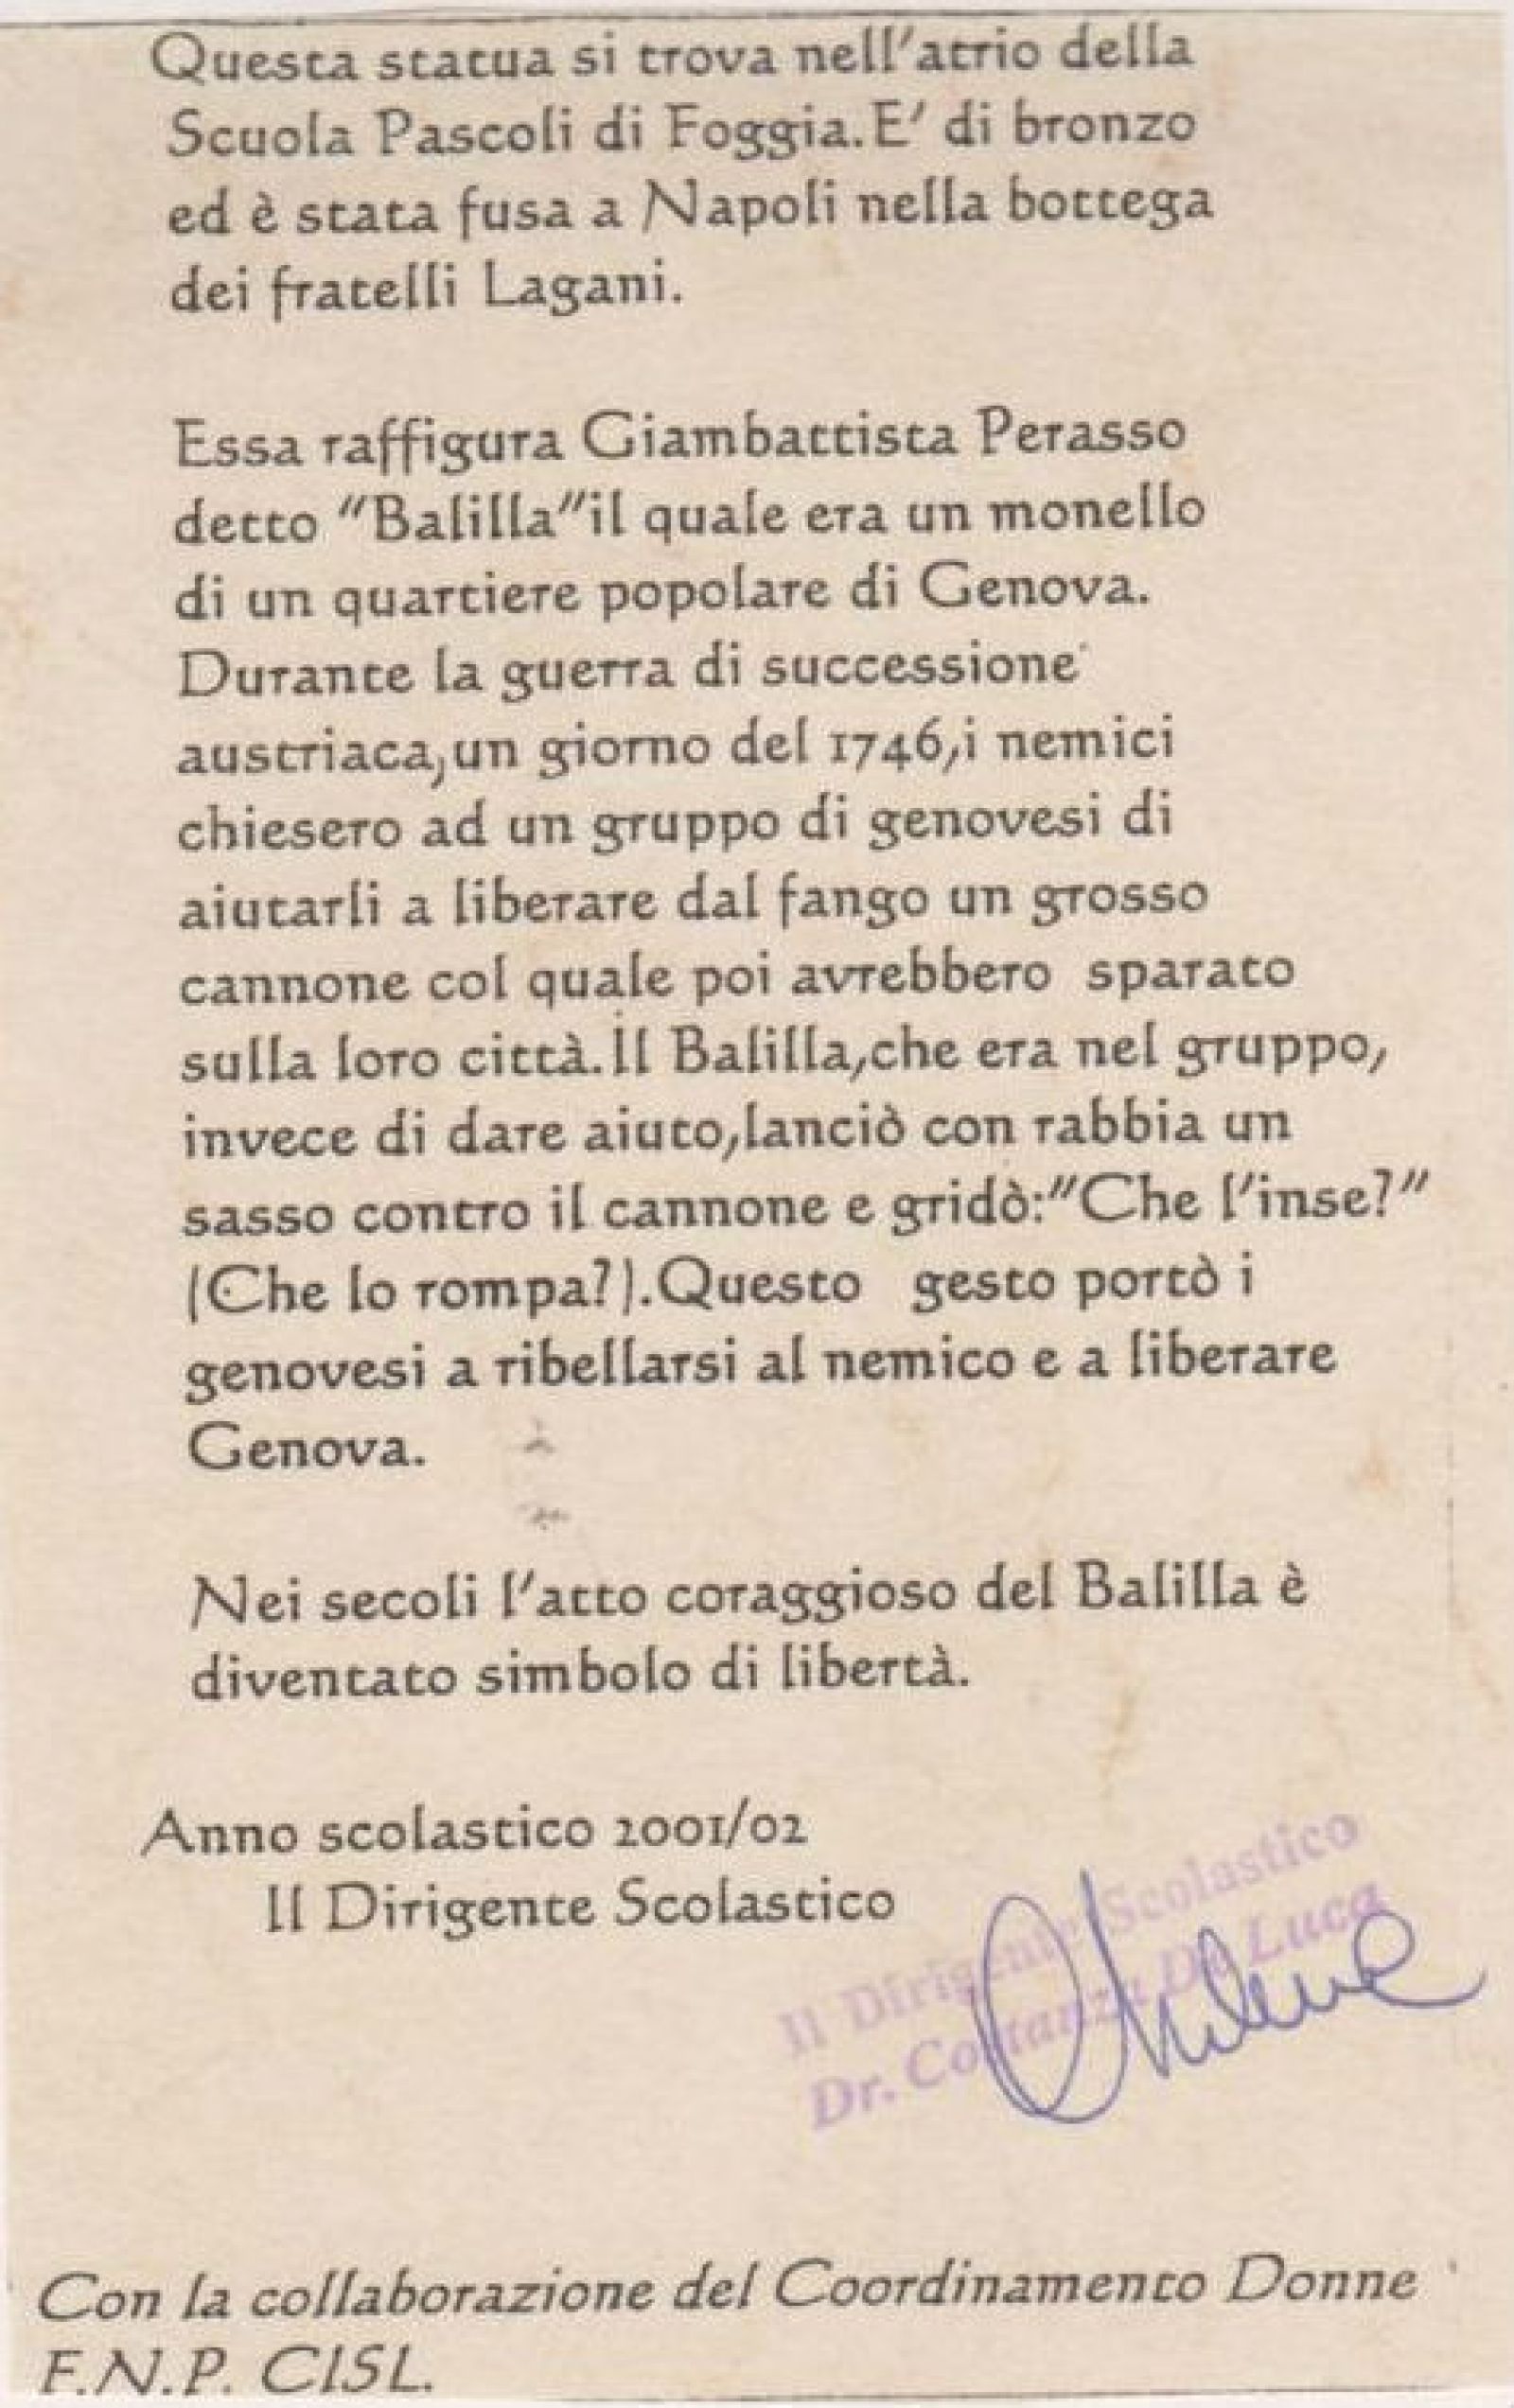 Questa statua si trova nell'atrio della
Scuola Pascoli di Foggia.E' di bronzo
ed è stata fusa a Napoli nella bottega
dei fratelli Lagani.
Essa raffigura Giambattista Perasso
detto "Balilla"il quale era un monello
di un quartiere popolare di Genova.
Durante la guerra di successione
austriaca,un giorno del 1746,i nemici
chiesero ad un gruppo di genovesi di
aiutarli a liberare dal fango un grosso
cannone col quale poi avrebbero sparato
sulla loro città.Il Balilla,che era nel gruppo,
invece di dare aiuto,lanciò con rabbia un
sasso contro il cannone e gridò:"Che l'inse?"
(Che lo rompa?).Questo gesto portò i
genovesi a ribellarsi al nemico e a liberare
Genova.
Nei secoli l'atto coraggioso del Balilla è
diventato simbolo di libertà.
Anno scolastico 2001/02
Il Dirigente Scolastico
Il Dirigente Scolastico
Dr. Costanza De Luca
Con la collaborazione del Coordinamento Donne
F.N.P. CISL.